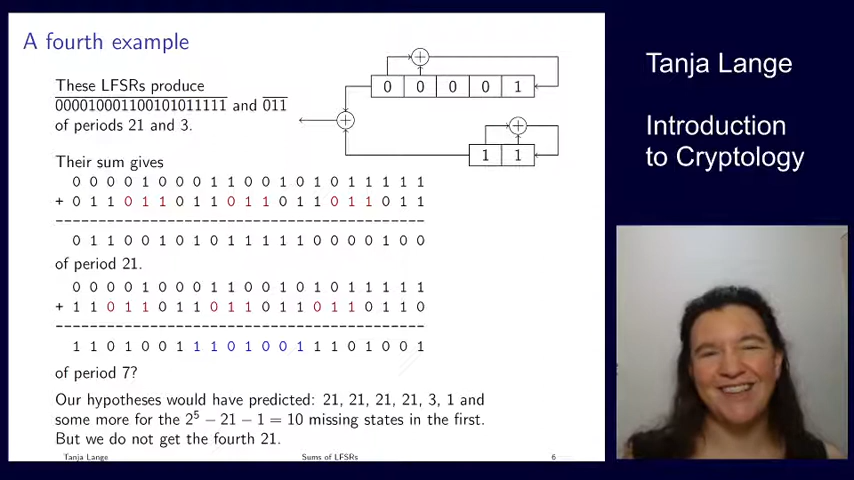 A fourth example
These LFSRs produce
000010001100101011111 and 011
of periods 21 and 3.
0 0 0 0 1
1 1
Their sum gives
0 0 0 0 1 0 0 0 1 1 0 0 1 0 1 0 1 1 1 1 1
+ 0 1 1 0 1 1 0 1 1 0 1 1 0 1 1 0 1 1 0 1 1
0 1 1 0 0 1 0 1 0 1 1 1 1 1 0 0 0 0 1 0 0
of period 21.
0 0 0 0 1 0 0 0 1 1 0 0 1 0 1 0 1 1 1 1 1
+ 1 1 0 1 1 0 1 1 0 1 1 0 1 1 0 1 1 0 1 1 0
1 1 0 1 0 0 1 1 1 0 1 0 0 1 1 1 0 1 0 0 1
of period 7?
Our hypotheses would have predicted: 21, 21, 21, 21, 3, 1 and
some more for the 2⁵ − 21 − 1 = 10 missing states in the first.
But we do not get the fourth 21.
Tanja Lange Sums of LFSRs 6
Tanja Lange
Introduction
to Cryptology